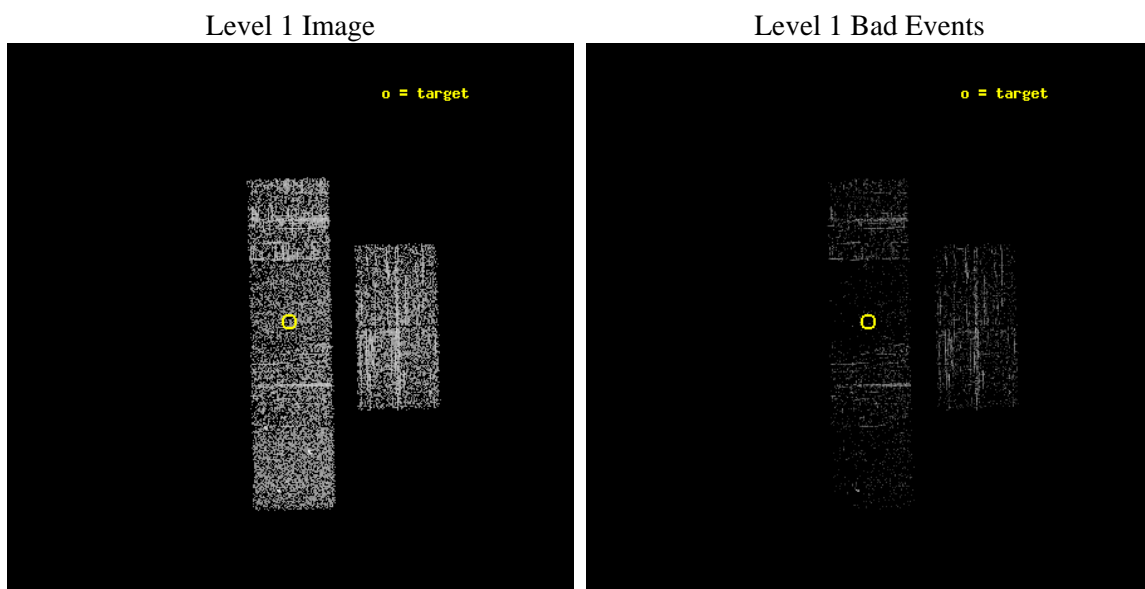 Level 1 Image
Level 1 Bad Events
o = target
o = target